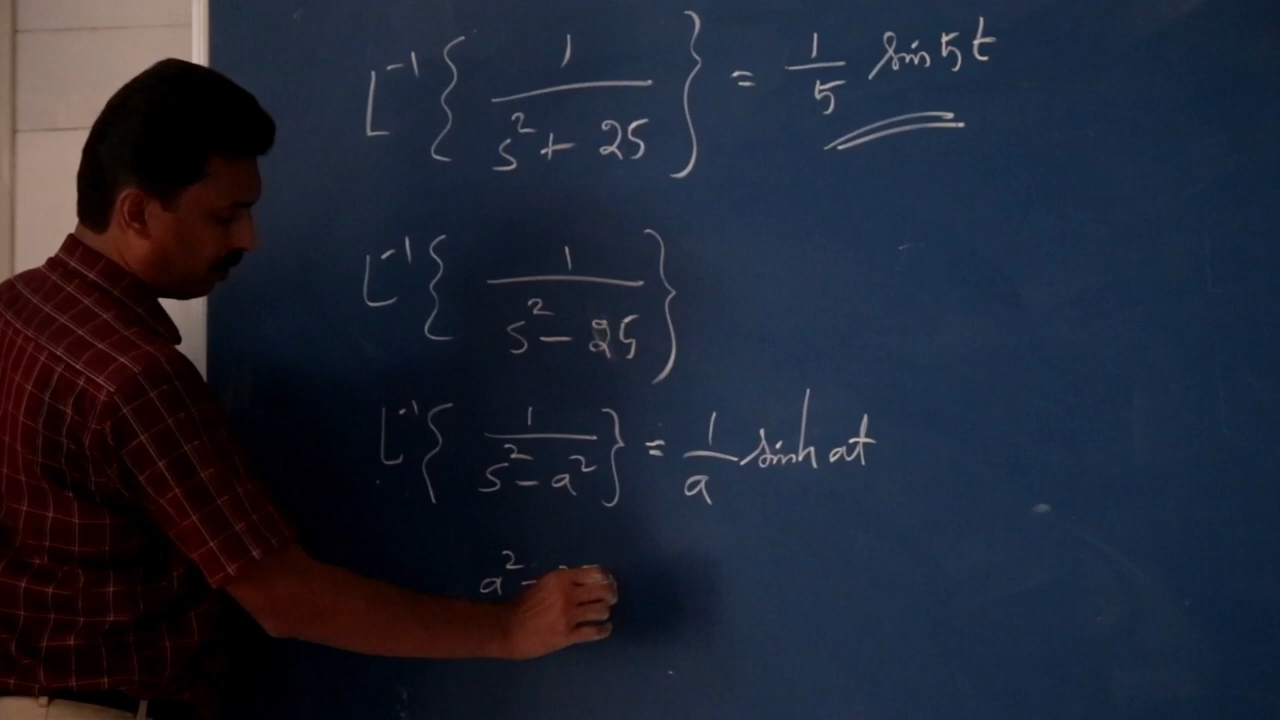 L⁻¹{ 1 / s² + 25 } = 1/5 sin 5t
L⁻¹{ 1 / s² - 25 }
L⁻¹{ 1 / s² - a² } = 1/a sinh at
a²